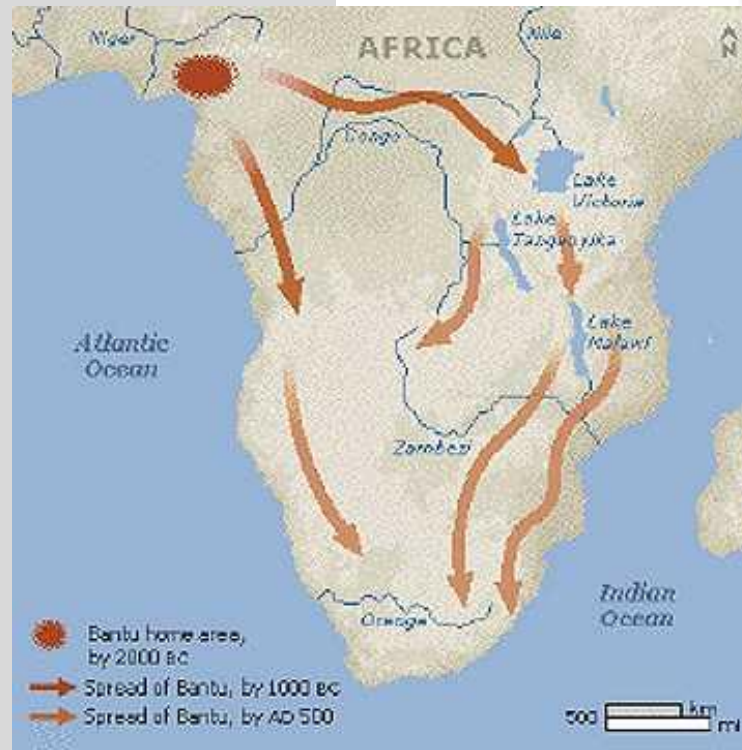 AFRICA
Niger
Nile
N
Congo
Lake
Victoria
Lake
Tanganyika
Atlantic
Ocean
Lake
Malawi
Zambezi
Indian
Ocean
Orange
Bantu home area,
by 2000 BC
Spread of Bantu, by 1000 BC
Spread of Bantu, by AD 500
500 km
mi